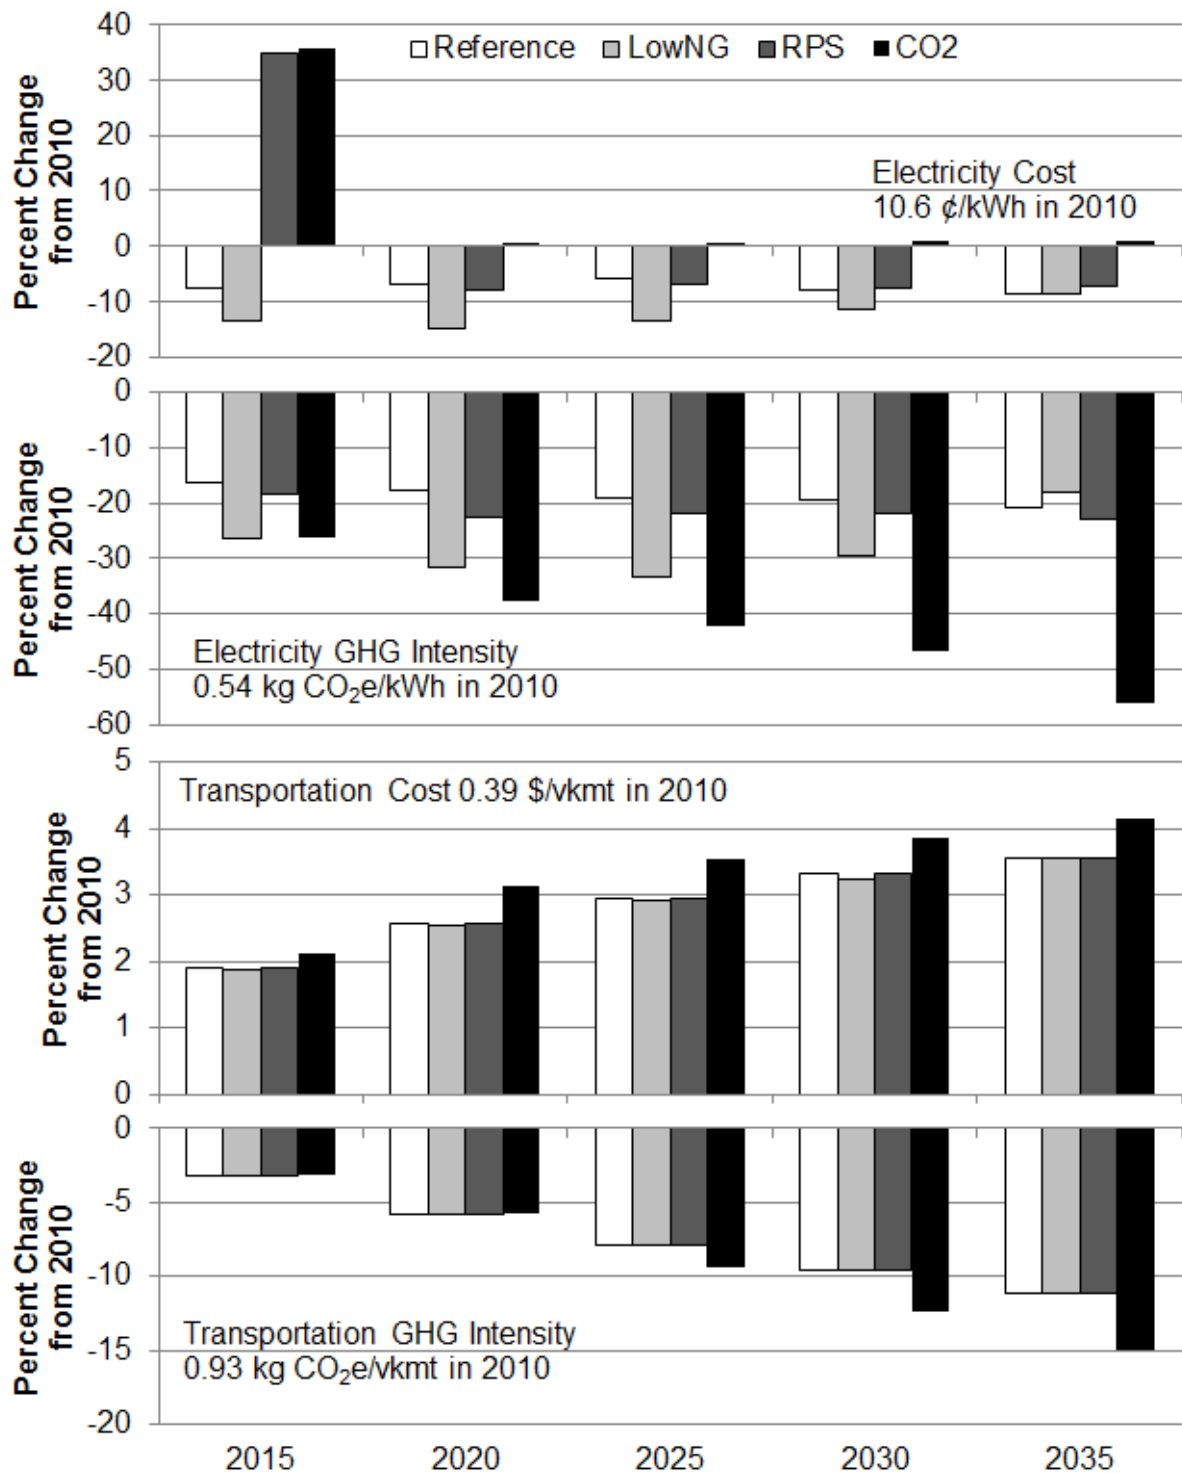 Reference LowNG RPS CO2
Percent Change
from 2010
40
30
20
10
0
-10
-20
Electricity Cost
10.6 ¢/kWh in 2010
Percent Change
from 2010
0
-10
-20
-30
-40
-50
-60
Electricity GHG Intensity
0.54 kg CO₂e/kWh in 2010
Percent Change
from 2010
5
4
3
2
1
0
Transportation Cost 0.39 $/vkmt in 2010
Percent Change
from 2010
0
-5
-10
-15
-20
Transportation GHG Intensity
0.93 kg CO₂e/vkmt in 2010
2015 2020 2025 2030 2035